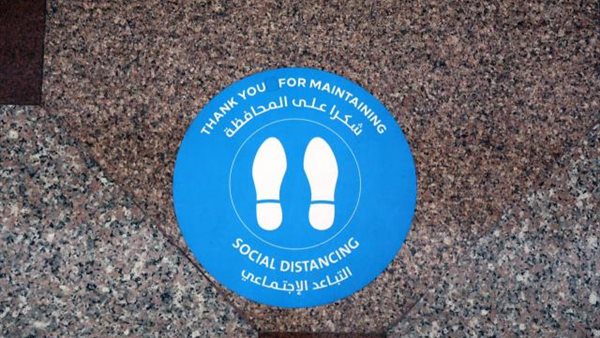 THANK YOU FOR MAINTAINING
شكرا على المحافظة
SOCIAL DISTANCING
التباعد الإجتماعي